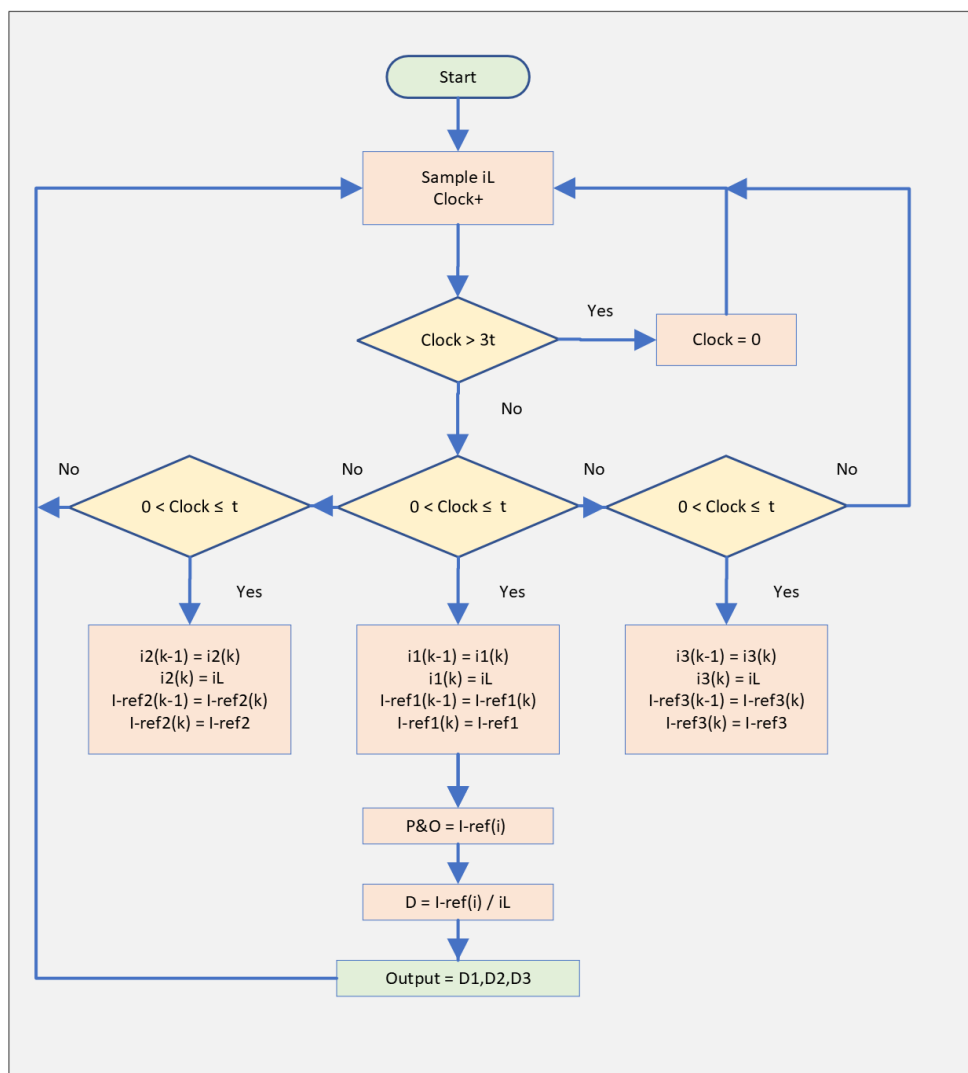 Start
Sample iL
Clock+
Clock > 3t
Yes
Clock = 0
No
No
0 < Clock ≤ t
No
0 < Clock ≤ t
No
0 < Clock ≤ t
No
Yes
Yes
Yes
i2(k-1) = i2(k)
i2(k) = iL
I-ref2(k-1) = I-ref2(k)
I-ref2(k) = I-ref2
i1(k-1) = i1(k)
i1(k) = iL
I-ref1(k-1) = I-ref1(k)
I-ref1(k) = I-ref1
i3(k-1) = i3(k)
i3(k) = iL
I-ref3(k-1) = I-ref3(k)
I-ref3(k) = I-ref3
P&O = I-ref(i)
D = I-ref(i) / iL
Output = D1,D2,D3